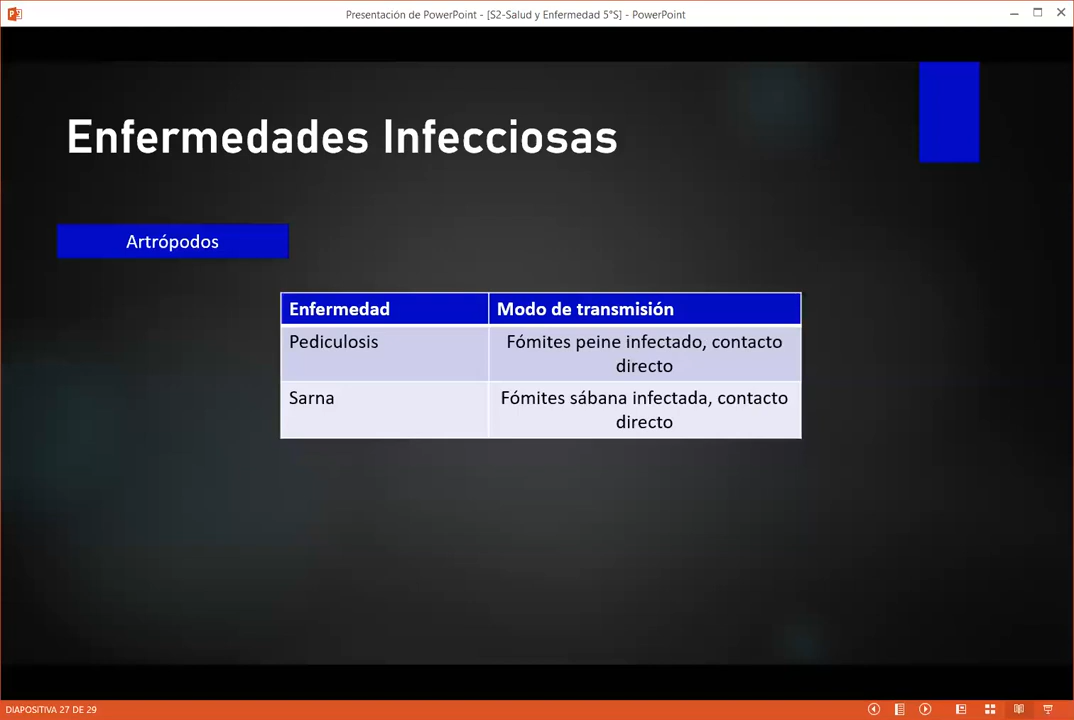 Presentación de PowerPoint - [S2-Salud y Enfermedad 5°S] - PowerPoint
Enfermedades Infecciosas
Artrópodos
Enfermedad
Modo de transmisión
Pediculosis
Fómites peine infectado, contacto
directo
Sarna
Fómites sábana infectada, contacto
directo
DIAPOSITIVA 27 DE 29